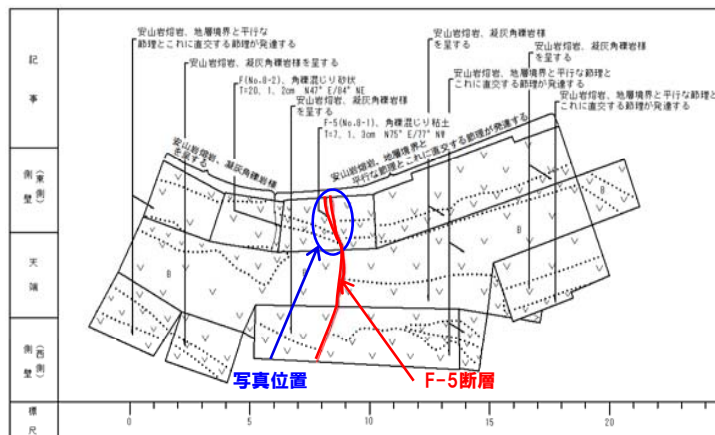 記事
安山岩熔岩、地層境界と平行な
節理とこれに直交する節理が発達する
安山岩熔岩、凝灰角礫岩様を呈する
F(No.8-2)、角礫混じり砂状
T=20, 1, 2cm N47° E/84° NE
安山岩熔岩、凝灰角礫岩様
を呈する
F-5(No.8-1)、角礫混じり粘土
T=7, 1, 3cm N75° E/77° NW
安山岩熔岩、凝灰角礫岩様
を呈する
安山岩熔岩、凝灰角礫岩様
を呈する
安山岩熔岩、地層境界と平行な節理と
これに直交する節理が発達する
安山岩熔岩、地層境界と平行な節理と
これに直交する節理が発達する
安山岩熔岩、凝灰角礫岩様
を呈する
安山岩熔岩、地層境界と
平行な節理とこれに直交する節理が発達する
側壁(東側)
天端
側壁(西側)
B
B
B
写真位置
F-5断層
標尺
0 5 10 15 20